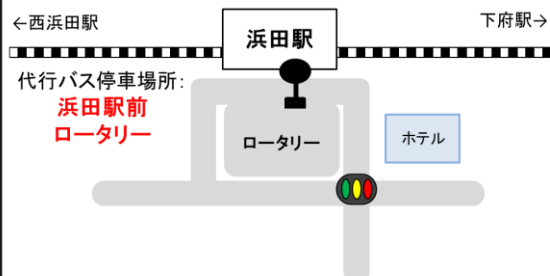 ←西浜田駅
下府駅→
浜田駅
代行バス停車場所：
浜田駅前
ロータリー
ロータリー
ホテル